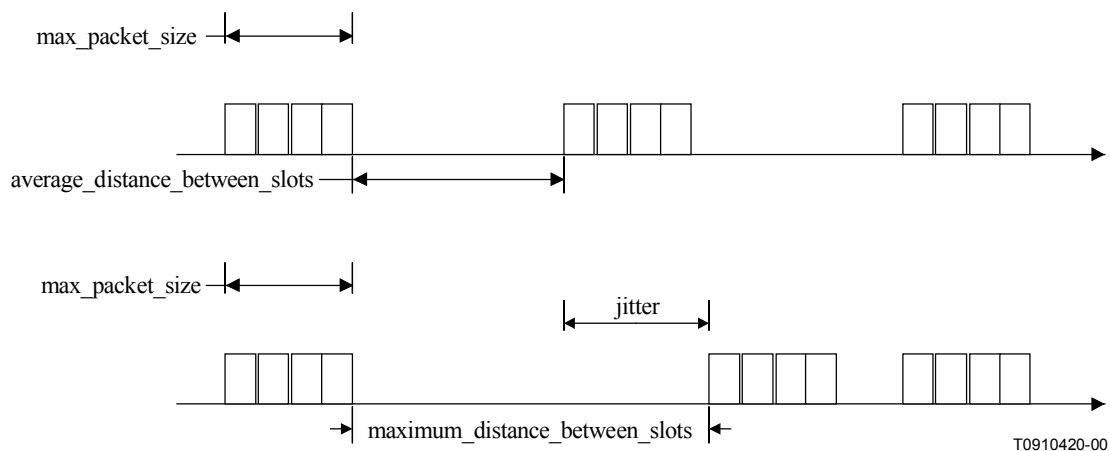 max_packet_size
average_distance_between_slots
max_packet_size
jitter
maximum_distance_between_slots
T0910420-00